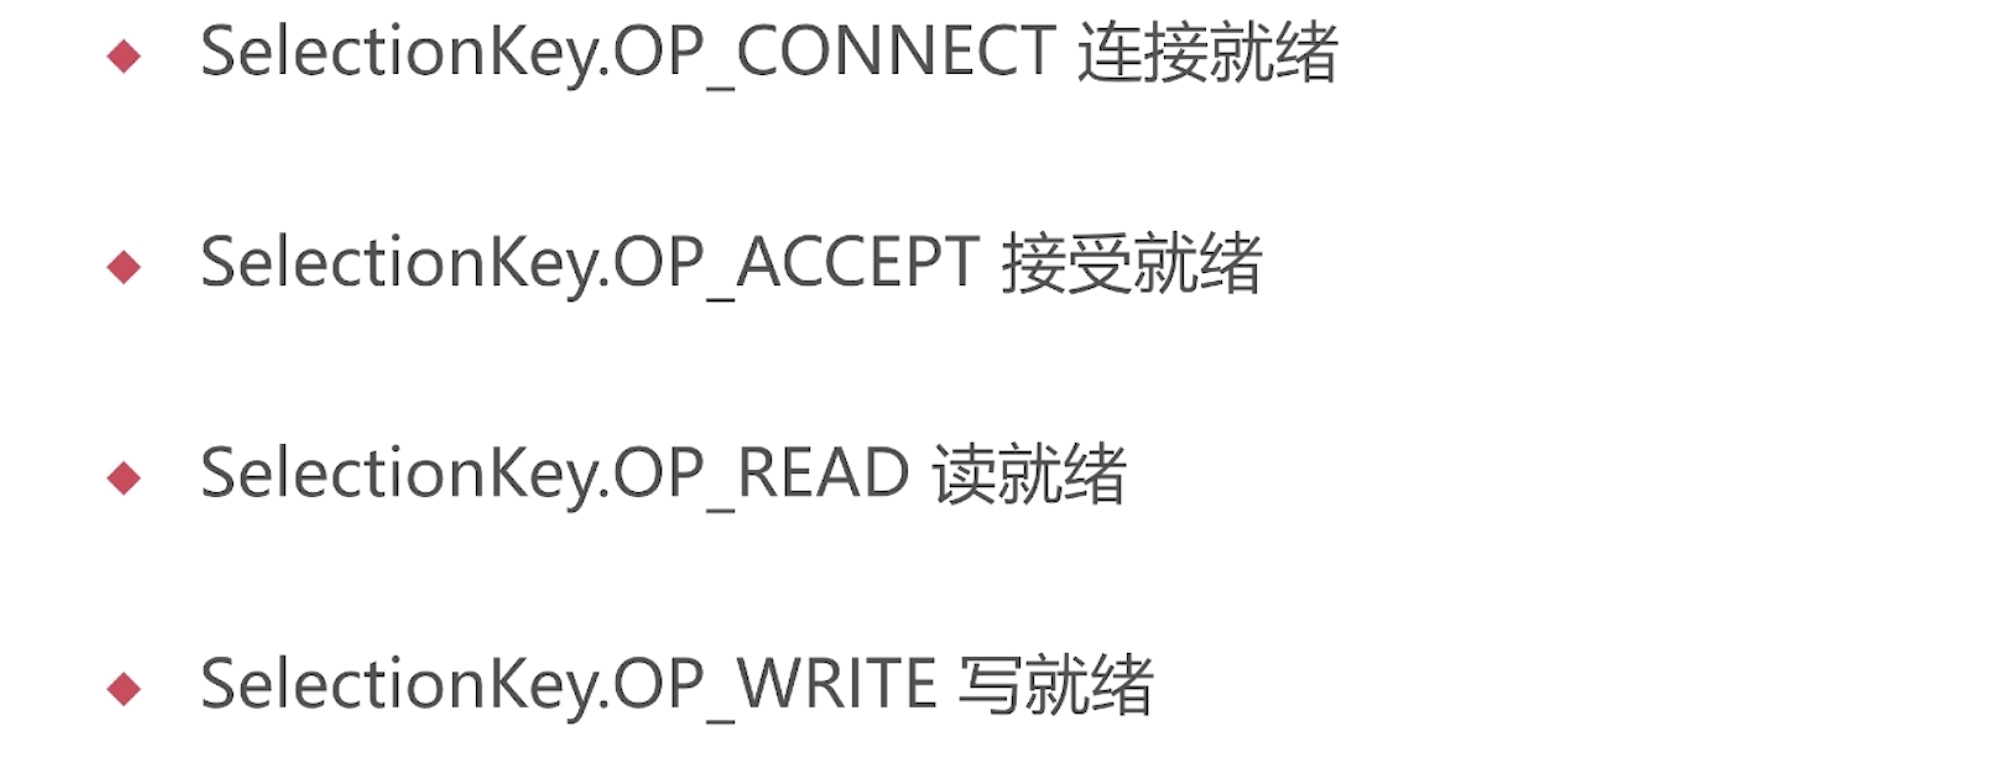 SelectionKey.OP_CONNECT 连接就绪
SelectionKey.OP_ACCEPT 接受就绪
SelectionKey.OP_READ 读就绪
SelectionKey.OP_WRITE 写就绪